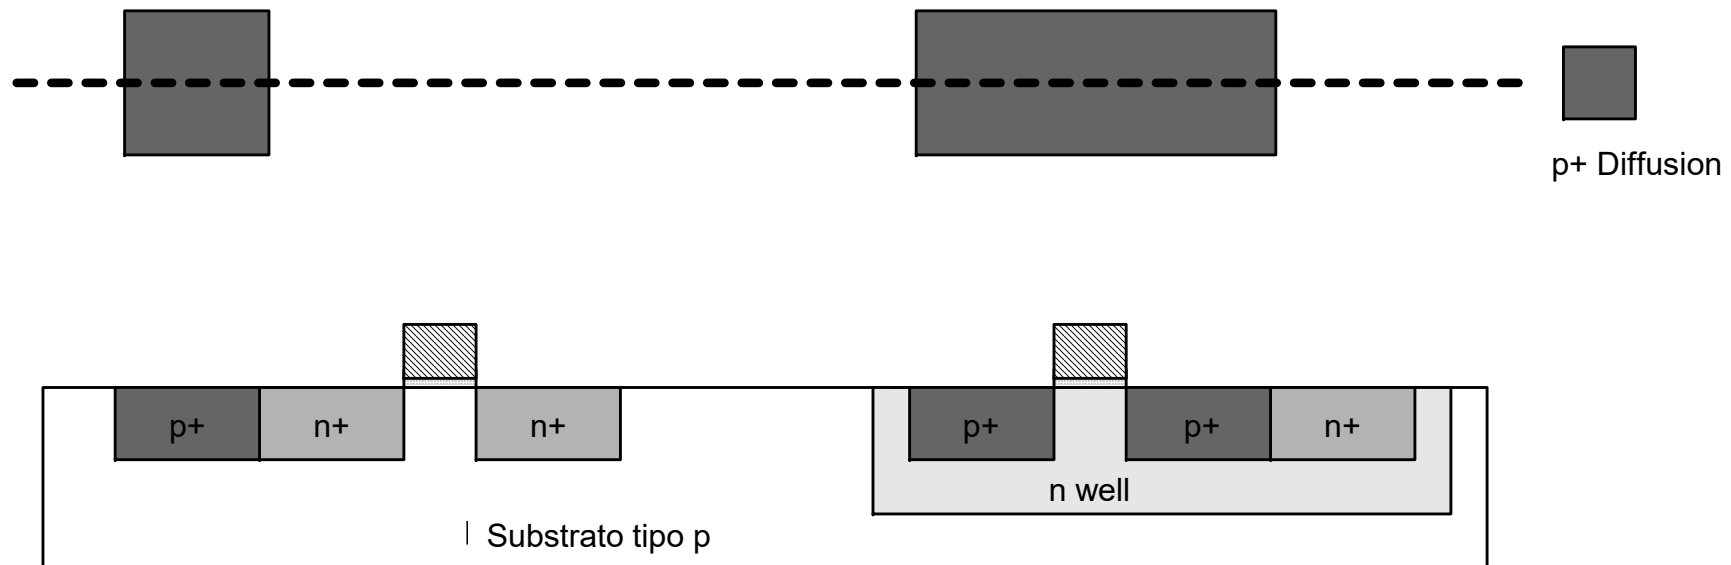 p+ Diffusion
p+ n+ n+ p+ p+ n+
n well
Substrato tipo p